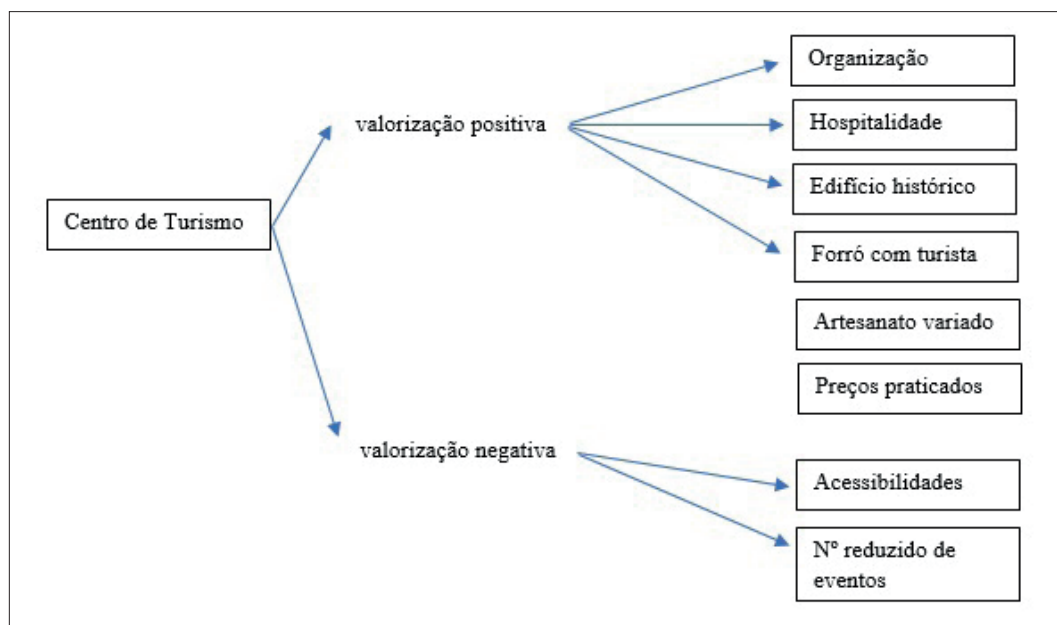 Organização
valorização positiva
Hospitalidade
Edifício histórico
Centro de Turismo
Forró com turista
Artesanato variado
Preços praticados
valorização negativa
Acessibilidades
Nº reduzido de
eventos